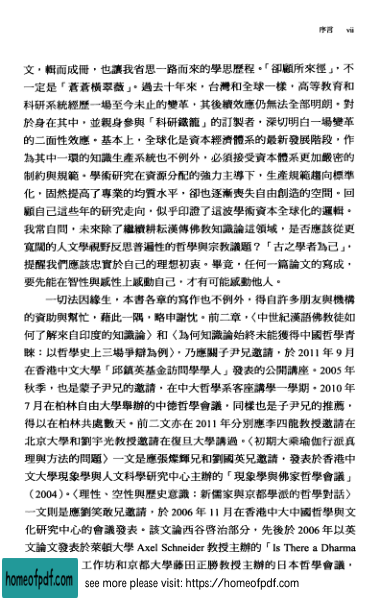 序言 vii
文，輯而成冊，也讓我省思一路而來的學思歷程。「卻顧所來徑」，不
一定是「蒼蒼橫翠薇」。過去十年來，台灣和全球一樣，高等教育和
科研系統經歷一場至今未止的變革，其後續效應仍無法全部明朗。對
於身在其中，並親身參與「科研鐵籠」的訂製者，深切明白一場變革
的二面性效應。基本上，全球化是資本經濟體系的最新發展階段，作
為其中一環的知識生產系統也不例外，必須接受資本體系更加嚴密的
制約與規範。學術研究在資源分配的強力主導下，生產規範趨向標準
化，固然提高了專業的均質水平，卻也逐漸喪失自由創造的空間。回
顧自己這些年的研究走向，似乎印證了這波學術資本全球化的邏輯。
我常自問，未來除了繼續耕耘漢傳佛教知識論這領域，是否應該從更
寬闊的人文學視野反思普遍性的哲學與宗教議題？「古之學者為己」，
提醒我們應該忠實於自己的理想初衷。畢竟，任何一篇論文的寫成，
要先能在智性與感性上感動自己，才有可能感動他人。
一切法因緣生，本書各章的寫作也不例外，得自許多朋友與機構
的資助與幫忙，藉此一隅，略申謝忱。前二章，〈中世紀漢語佛教徒如
何了解來自印度的知識論〉和〈為何知識論始終未能獲得中國哲學青
睞：以哲學史上三場爭辯為例〉，乃應關子尹兄邀請，於 2011 年 9 月
在香港中文大學「邱鎮英基金訪問學人」發表的公開講座。2005 年
秋季，也是蒙子尹兄的邀請，在中大哲學系客座講學一學期。2010 年
7 月在柏林自由大學舉辦的中德哲學會議，同樣也是子尹兄的推薦，
得以在柏林共處數天。前二文亦在 2011 年分別應李四龍教授邀請在
北京大學和劉宇光教授邀請在復旦大學講過。〈初期大乘瑜伽行派真
理與方法的問題〉一文是應張燦輝兄和劉國英兄邀請，發表於香港中
文大學現象學與人文科學研究中心主辦的「現象學與佛家哲學會議」
（2004）。〈理性、空性與歷史意識：新儒家與京都學派的哲學對話〉
一文則是應劉笑敢兄邀請，於 2006 年 11 月在香港中大中國哲學與文
化研究中心的會議發表。該文論西谷啓治部分，先後於 2006 年以英
文論文發表於萊頓大學 Axel Schneider 教授主辦的「Is There a Dharma
工作坊和京都大學藤田正勝教授主辦的日本哲學會議，
homeofpdf.com
see more please visit: https://homeofpdf.com